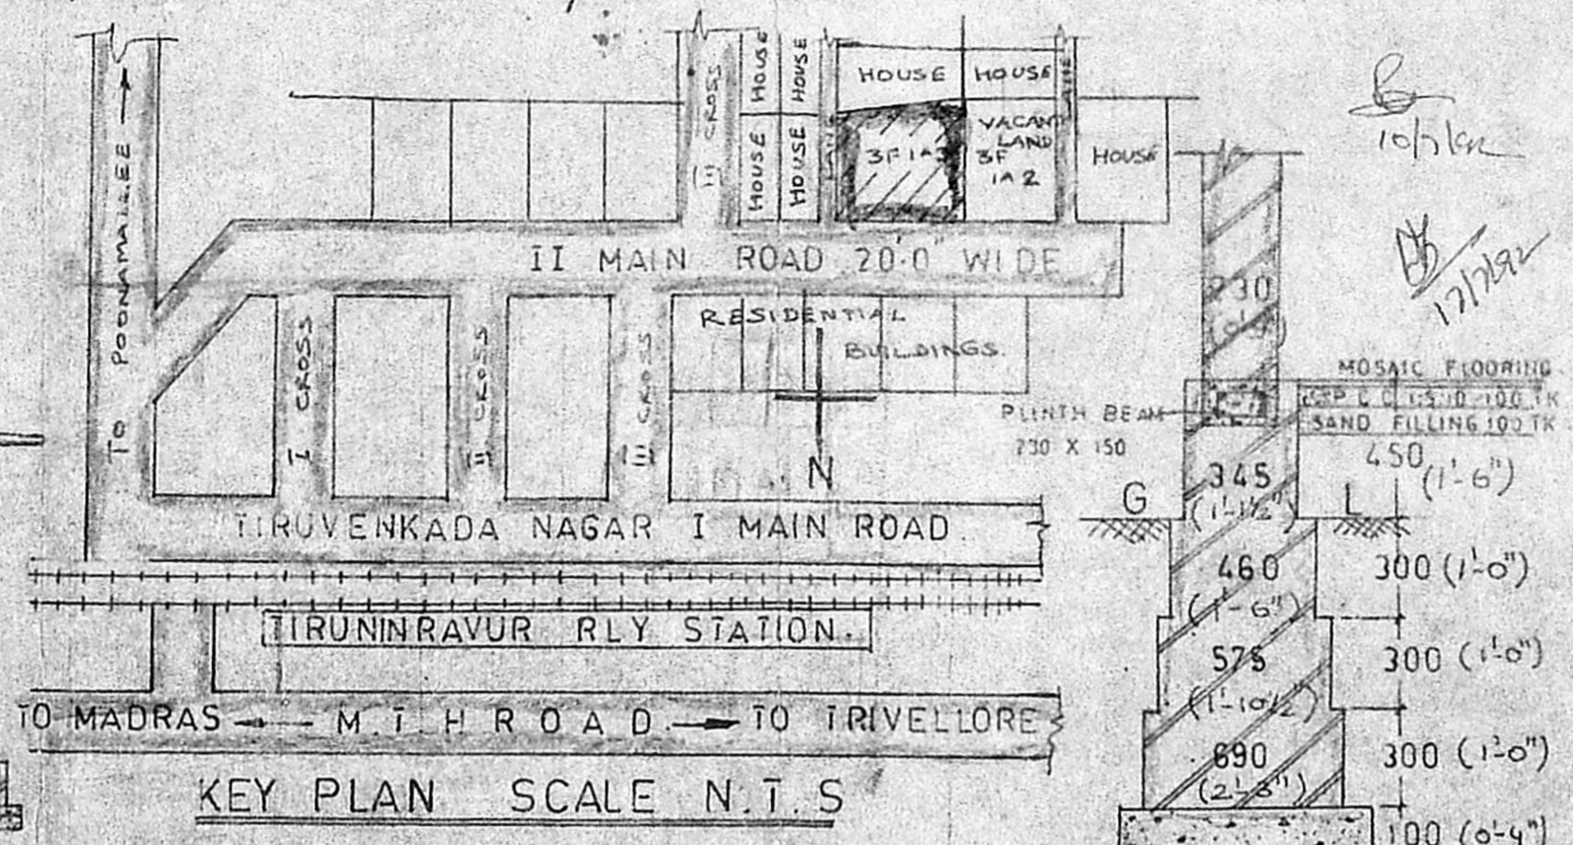 HOUSE
HOUSE
HOUSE
HOUSE
III CROSS
HOUSE
HOUSE
3F 1A3
VACANT
LAND
3F
1A2
HOUSE
TO POONAMALLEE
II MAIN ROAD 20'-0" WIDE
RESIDENTIAL
BUILDINGS.
I CROSS
II CROSS
III CROSS
N
TIRUVENKADA NAGAR I MAIN ROAD.
TIRUNINRAVUR RLY STATION.
TO MADRAS ← M.T.H ROAD → TO TRIVELLORE
KEY PLAN SCALE N.T.S
17/7/92
230
MOSAIC FLOORING
SAND FILLING 100 TK
PLINTH BEAM
230 X 150
450 (1'-6")
345
(1'-1½")
G L
460
(1'-6")
300 (1'-0")
575
(1'-10½")
300 (1'-0")
690
300 (1'-0")
100 (0'-4")